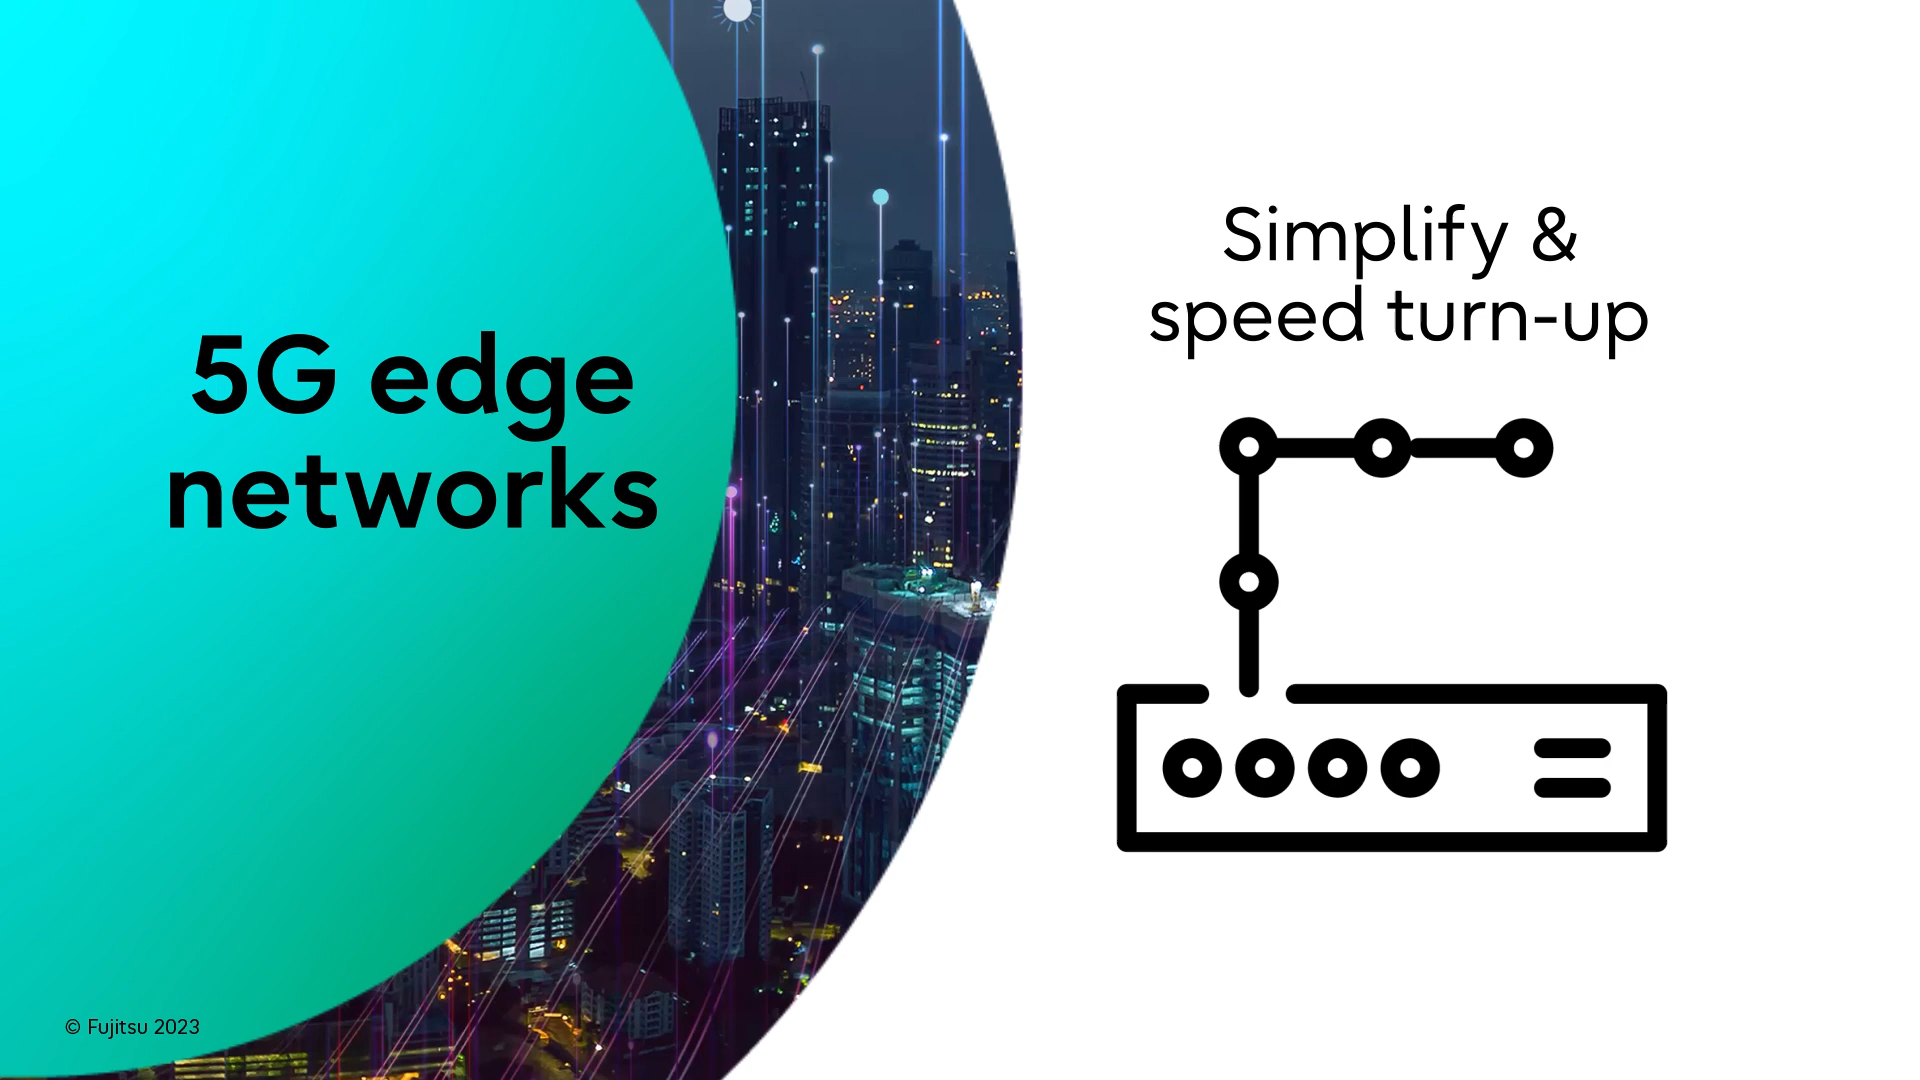 5G edge
networks
Simplify &
speed turn-up
© Fujitsu 2023